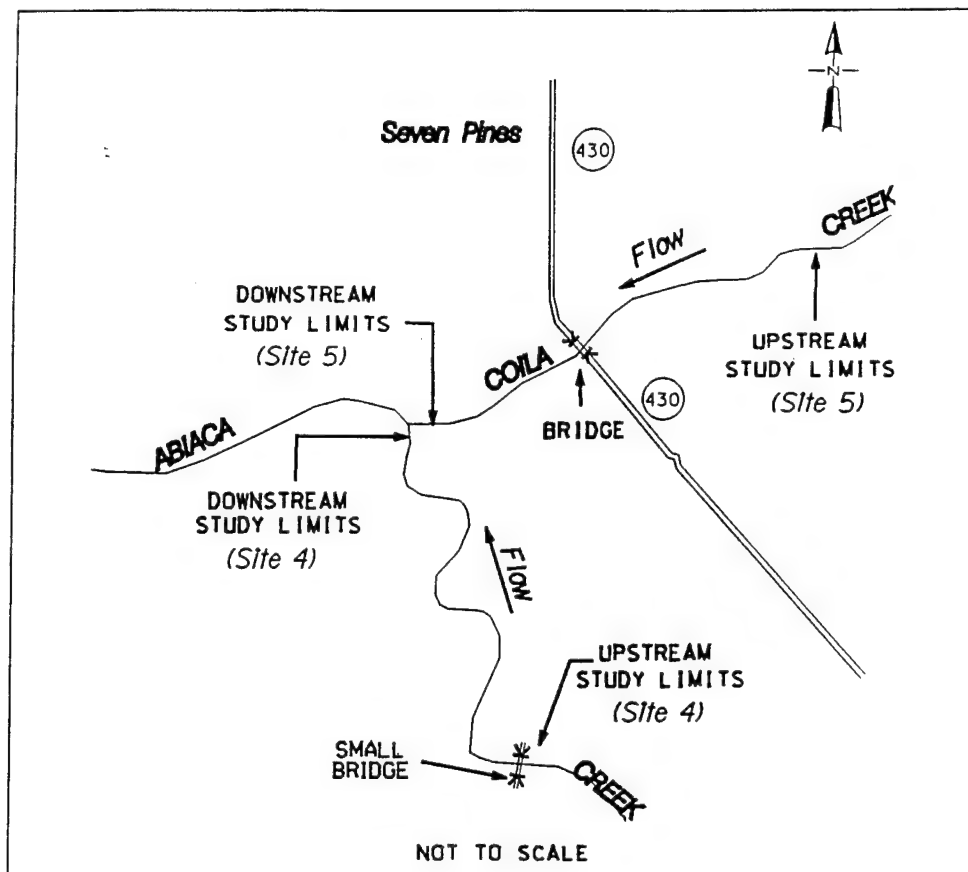 N
Seven Pines
430
CREEK
Flow
DOWNSTREAM
STUDY LIMITS
(Site 5)
UPSTREAM
STUDY LIMITS
(Site 5)
COILA
430
BRIDGE
ABIACA
DOWNSTREAM
STUDY LIMITS
(Site 4)
Flow
UPSTREAM
STUDY LIMITS
(Site 4)
SMALL
BRIDGE
CREEK
NOT TO SCALE